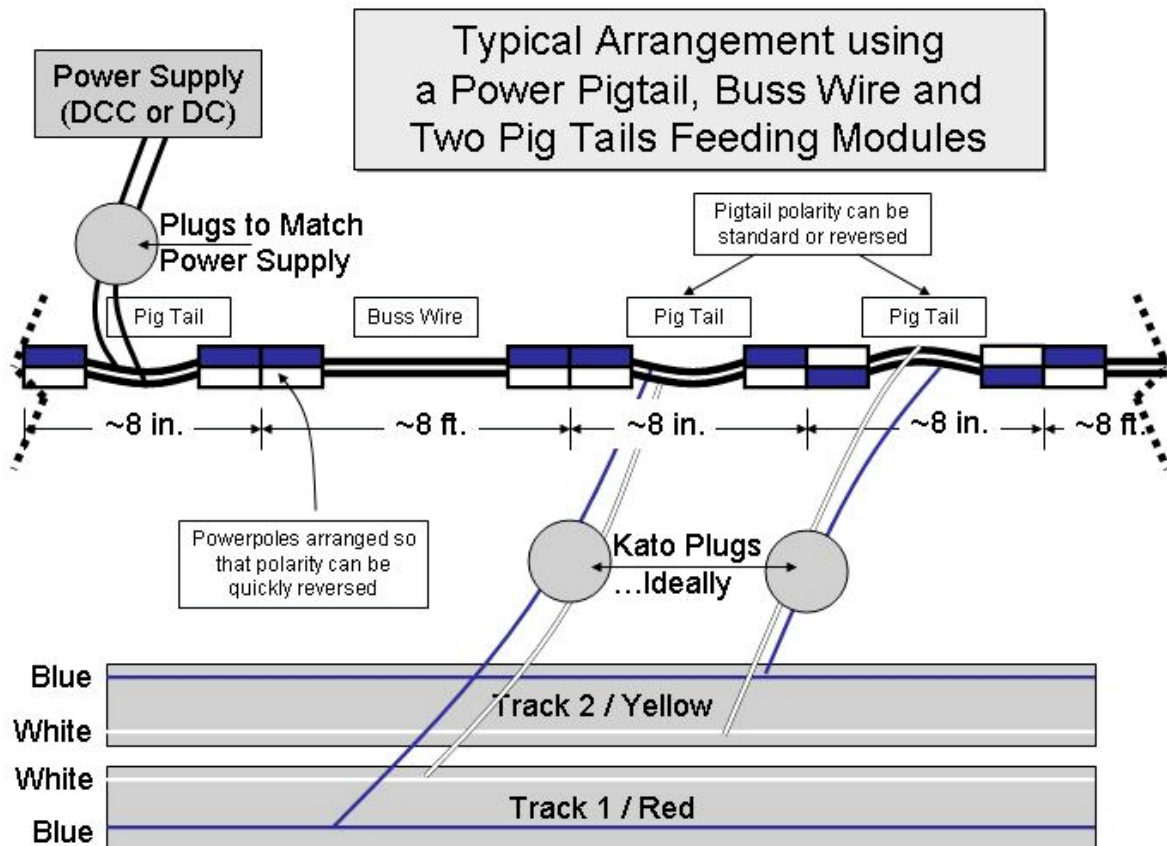 Typical Arrangement using
a Power Pigtail, Buss Wire and
Two Pig Tails Feeding Modules
Power Supply
(DCC or DC)
Plugs to Match
Power Supply
Pigtail polarity can be
standard or reversed
Pig Tail
Buss Wire
Pig Tail
Pig Tail
~8 in.
~8 ft.
~8 in.
~8 in.
~8 ft.
Powerpoles arranged so
that polarity can be
quickly reversed
Kato Plugs
…Ideally
Blue
Track 2 / Yellow
White
White
Track 1 / Red
Blue